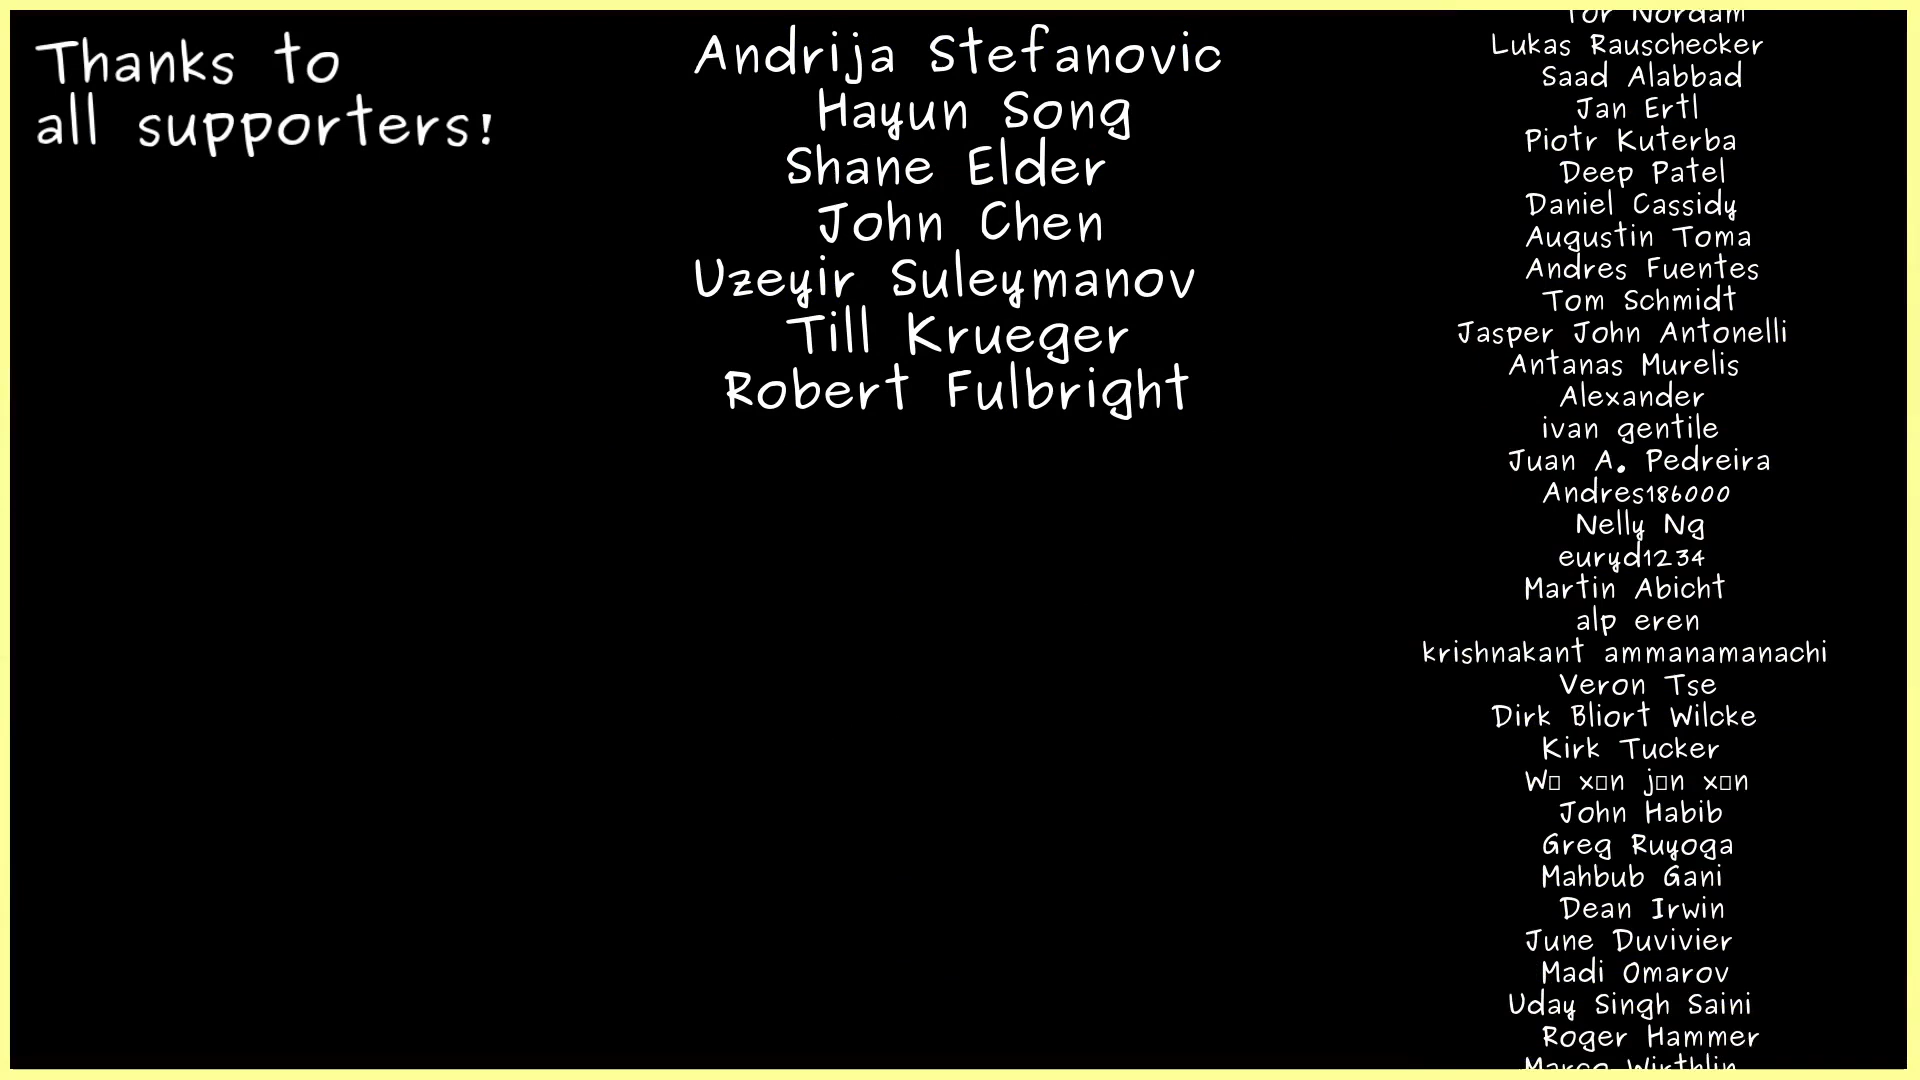 Thanks to
all supporters!
Andrija Stefanovic
Hayun Song
Shane Elder
John Chen
Uzeyir Suleymanov
Till Krueger
Robert Fulbright
Tor Nordam
Lukas Rauschecker
Saad Alabbad
Jan Ertl
Piotr Kuterba
Deep Patel
Daniel Cassidy
Augustin Toma
Andres Fuentes
Tom Schmidt
Jasper John Antonelli
Antanas Murelis
Alexander
ivan gentile
Juan A. Pedreira
Andres186000
Nelly Ng
euryd1234
Martin Abicht
alp eren
krishnakant ammanamanachi
Veron Tse
Dirk Bliort Wilcke
Kirk Tucker
W□ x□n j□n x□n
John Habib
Greg Ruyoga
Mahbub Gani
Dean Irwin
June Duvivier
Madi Omarov
Uday Singh Saini
Roger Hammer
Marco Wirthlin